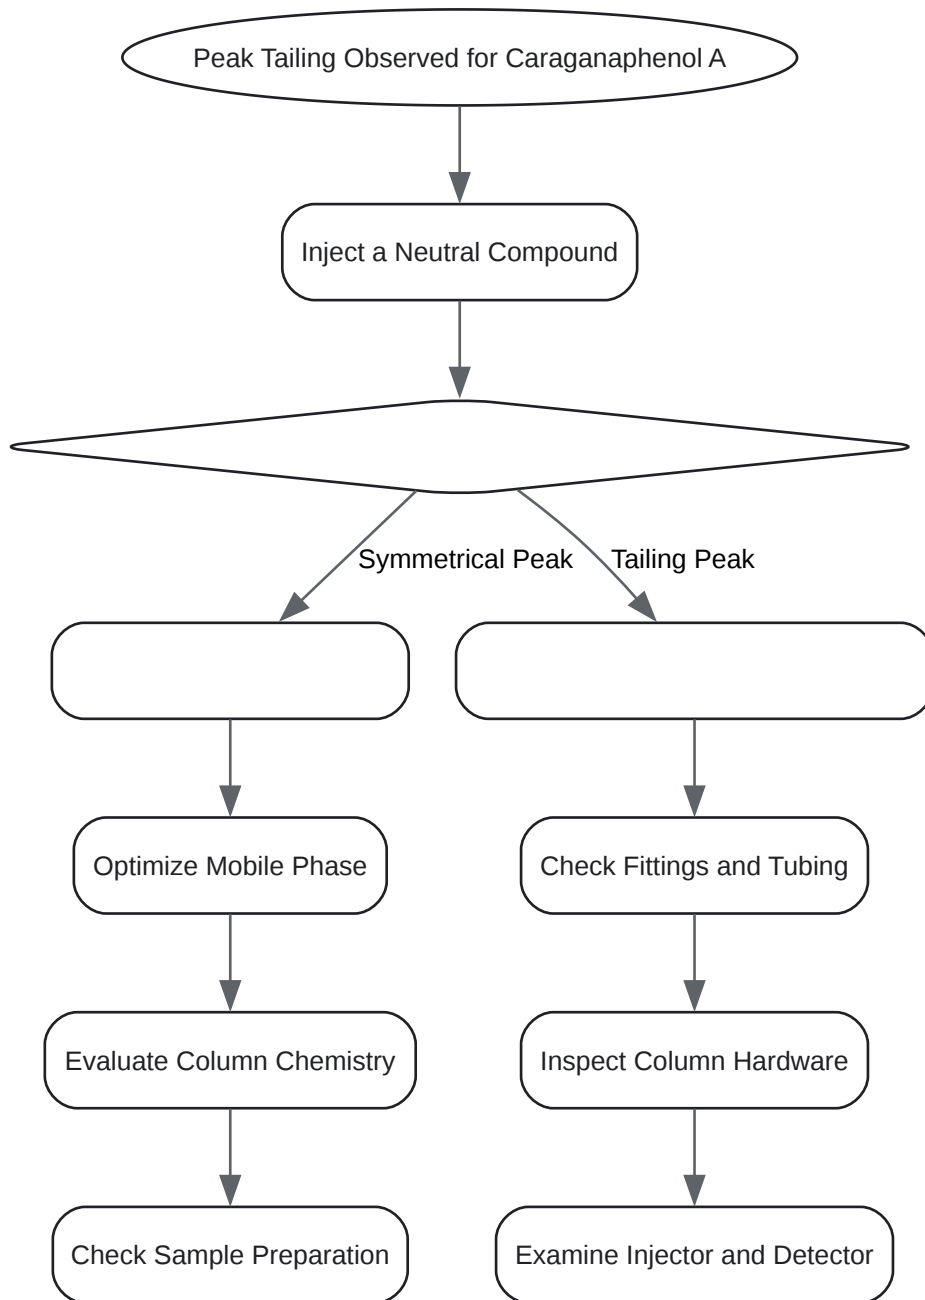 Peak Tailing Observed for Caraganaphenol A
Inject a Neutral Compound
Symmetrical Peak
Tailing Peak
Optimize Mobile Phase
Check Fittings and Tubing
Evaluate Column Chemistry
Inspect Column Hardware
Check Sample Preparation
Examine Injector and Detector